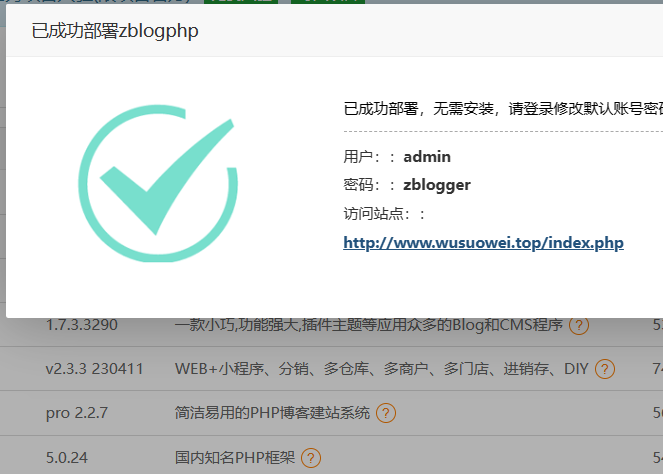 已成功部署zblogphp
已成功部署，无需安装，请登录修改默认账号密码
用户：：admin
密码：：zblogger
访问站点：：
http://www.wusuowei.top/index.php
1.7.3.3290 一款小巧,功能强大,插件主题等应用众多的Blog和CMS程序 ?
v2.3.3 230411 WEB+小程序、分销、多仓库、多商户、多门店、进销存、DIY ?
pro 2.2.7 简洁易用的PHP博客建站系统 ?
5.0.24 国内知名PHP框架 ?